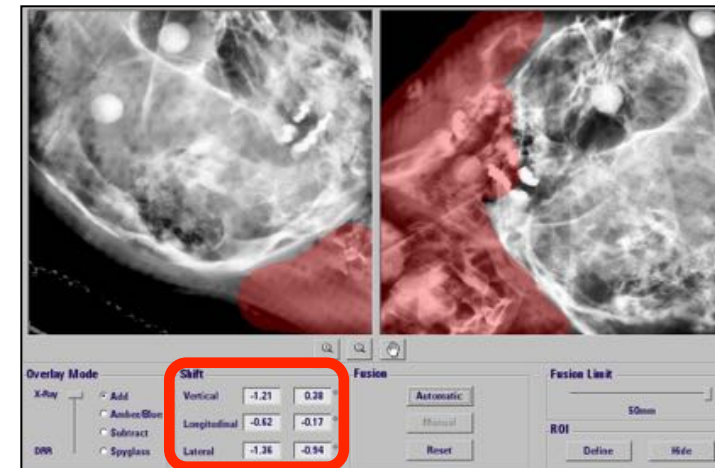 Overlay Mode
X-Ray
DRR
Add
Amber/Blue
Subtract
Spyglass
Shift
Vertical -1.21 0.38 °
Longitudinal -0.62 -0.17 °
Lateral -1.36 -0.94 °
Fusion
Automatic
Manual
Reset
Fusion Limit
50mm
ROI
Define Hide